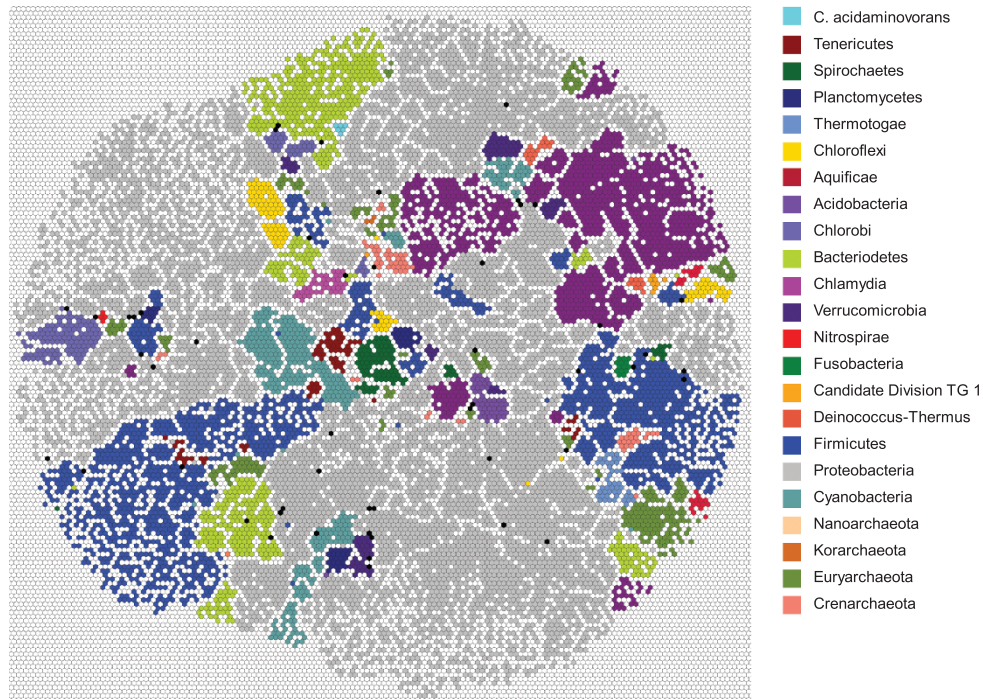 C. acidaminovorans
Tenericutes
Spirochaetes
Planctomycetes
Thermotogae
Chloroflexi
Aquificae
Acidobacteria
Chlorobi
Bacteriodetes
Chlamydia
Verrucomicrobia
Nitrospirae
Fusobacteria
Candidate Division TG 1
Deinococcus-Thermus
Firmicutes
Proteobacteria
Cyanobacteria
Nanoarchaeota
Korarchaeota
Euryarchaeota
Crenarchaeota